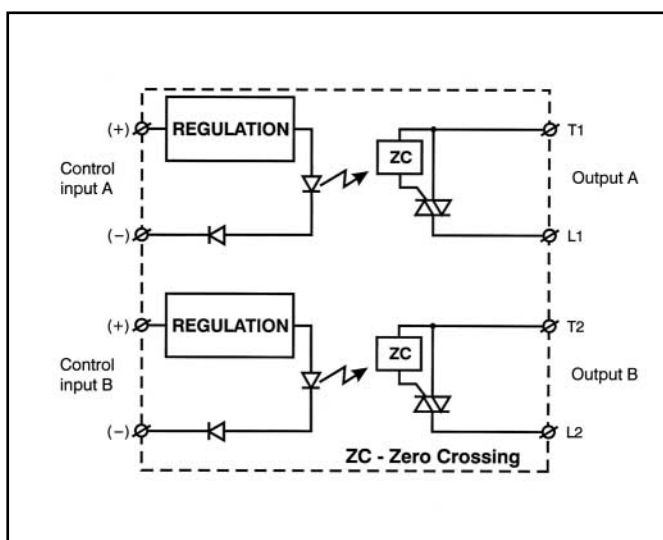 (+)
REGULATION
ZC
T1
Control
input A
Output A
(−)
L1
(+)
REGULATION
ZC
T2
Control
input B
Output B
(−)
L2
ZC - Zero Crossing